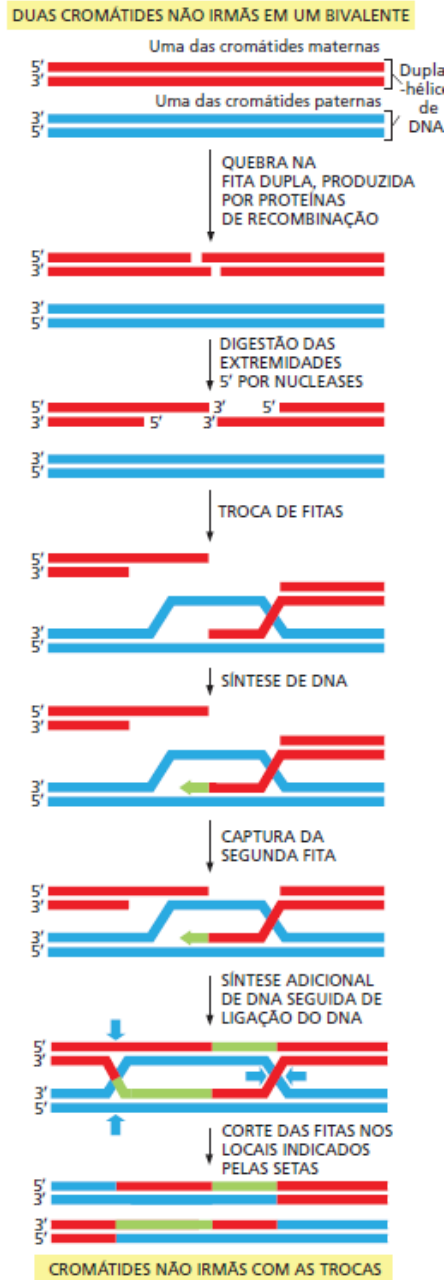 DUAS CROMÁTIDES NÃO IRMÃS EM UM BIVALENTE
Uma das cromátides maternas
5′
3′
Dupla-
-hélice
de
DNA
Uma das cromátides paternas
3′
5′
QUEBRA NA
FITA DUPLA, PRODUZIDA
POR PROTEÍNAS
DE RECOMBINAÇÃO
5′
3′
3′
5′
DIGESTÃO DAS
EXTREMIDADES
5′ POR NUCLEASES
5′ 3′ 5′
3′ 5′ 3′
3′
5′
TROCA DE FITAS
5′
3′
3′
5′
SÍNTESE DE DNA
5′
3′
3′
5′
CAPTURA DA
SEGUNDA FITA
5′
3′
3′
5′
SÍNTESE ADICIONAL
DE DNA SEGUIDA DE
LIGAÇÃO DO DNA
5′
3′
3′
5′
CORTE DAS FITAS NOS
LOCAIS INDICADOS
PELAS SETAS
5′
3′
3′
5′
CROMÁTIDES NÃO IRMÃS COM AS TROCAS